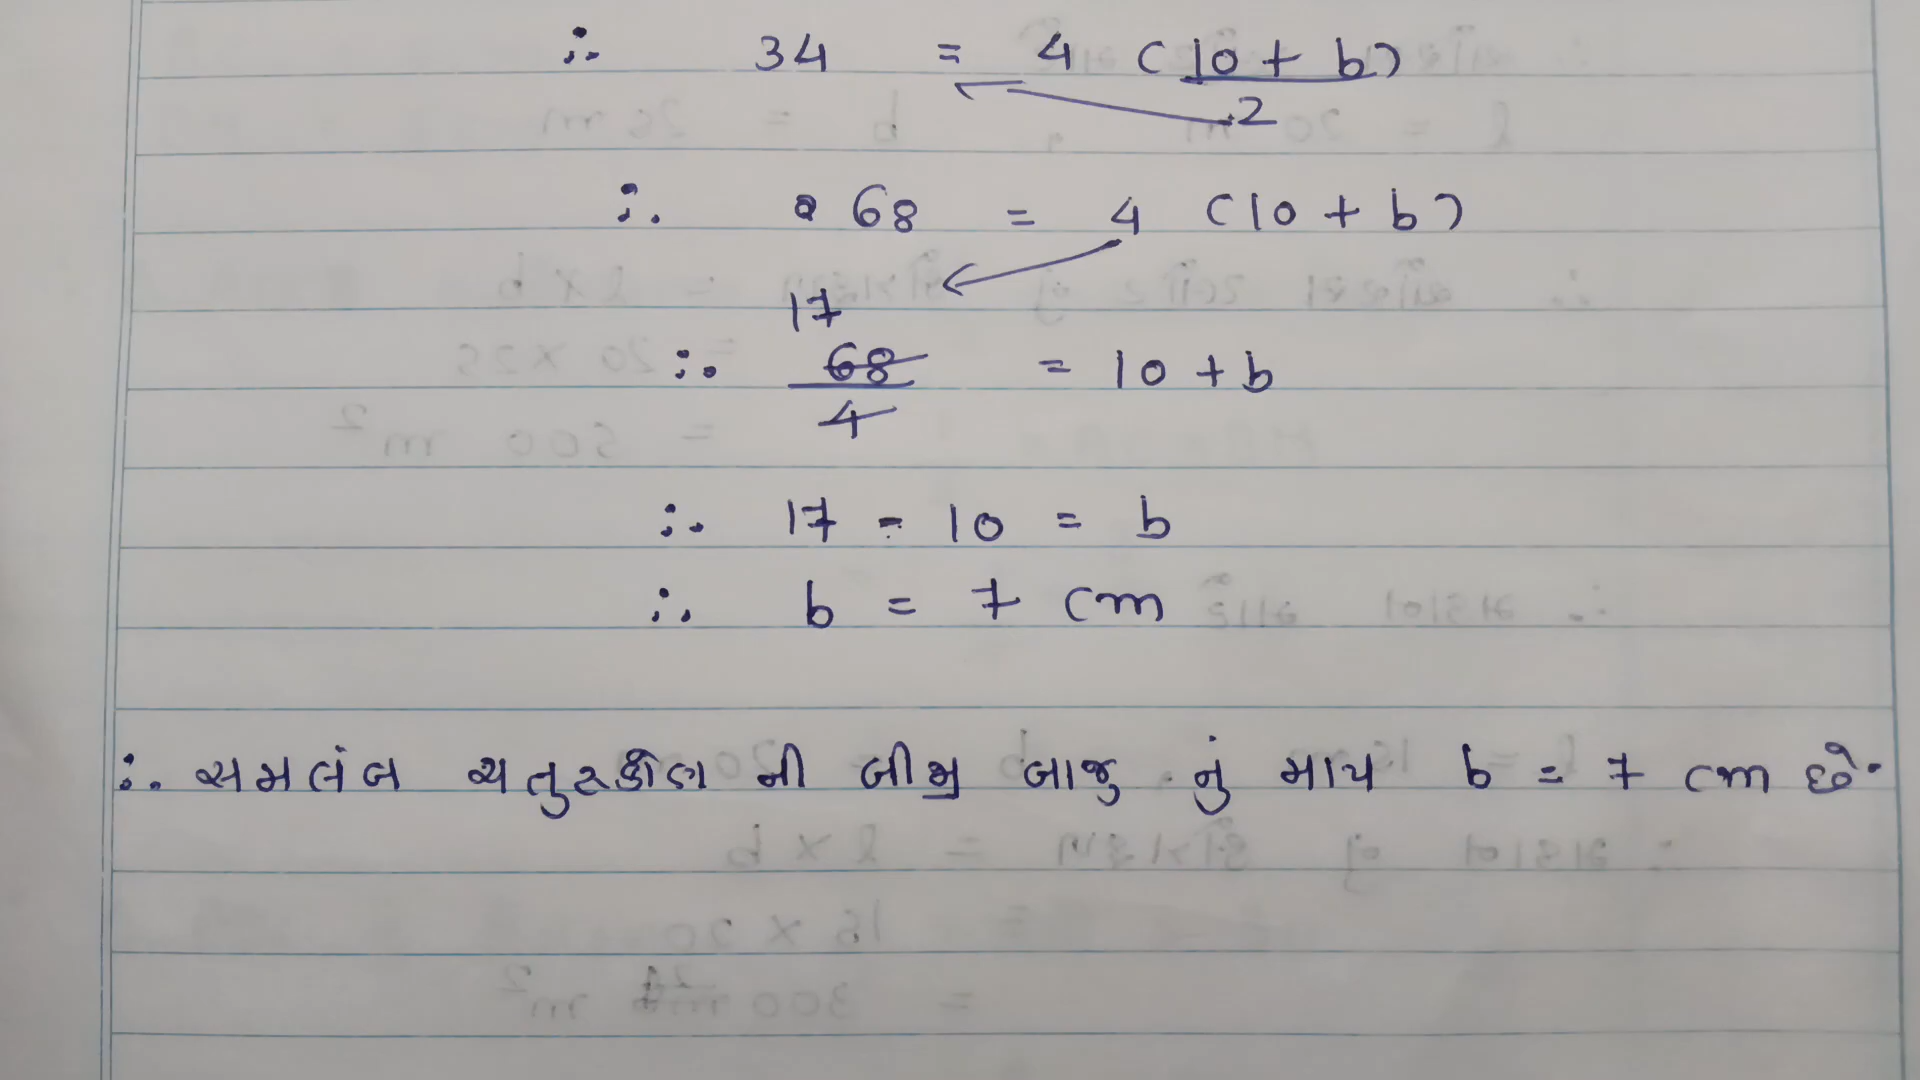 ∴ 34 = 4 (10 + b)
2
∴ 68 = 4 (10 + b)
17
∴ 68 = 10 + b
4
∴ 17 - 10 = b
∴ b = 7 cm
∴ સમલંબ ચતુષ્કોણ ની બીજી બાજુ નું માપ b = 7 cm છે.